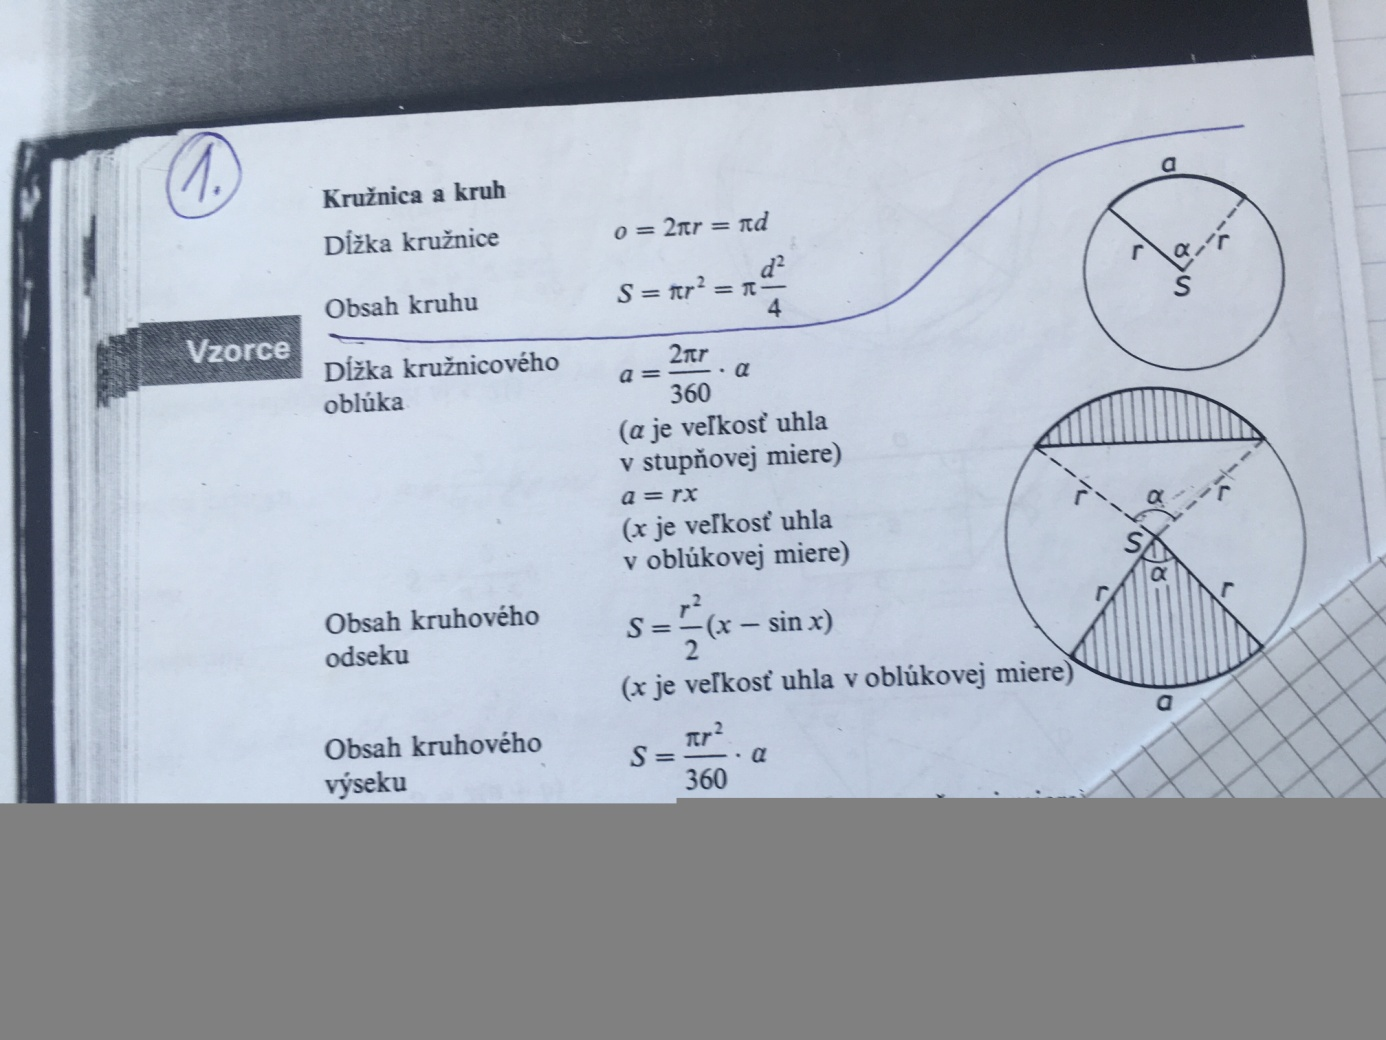 1.
Kružnica a kruh
Dĺžka kružnice o = 2πr = πd
Obsah kruhu S = πr² = π d²/4
Vzorce
Dĺžka kružnicového oblúka a = 2πr/360 · α
(α je veľkosť uhla
v stupňovej miere)
a = rx
(x je veľkosť uhla
v oblúkovej miere)
Obsah kruhového odseku S = r²/2 (x − sin x)
(x je veľkosť uhla v oblúkovej miere)
Obsah kruhového výseku S = πr²/360 · α
a
r α r
S
r α r
S
α
r r
a